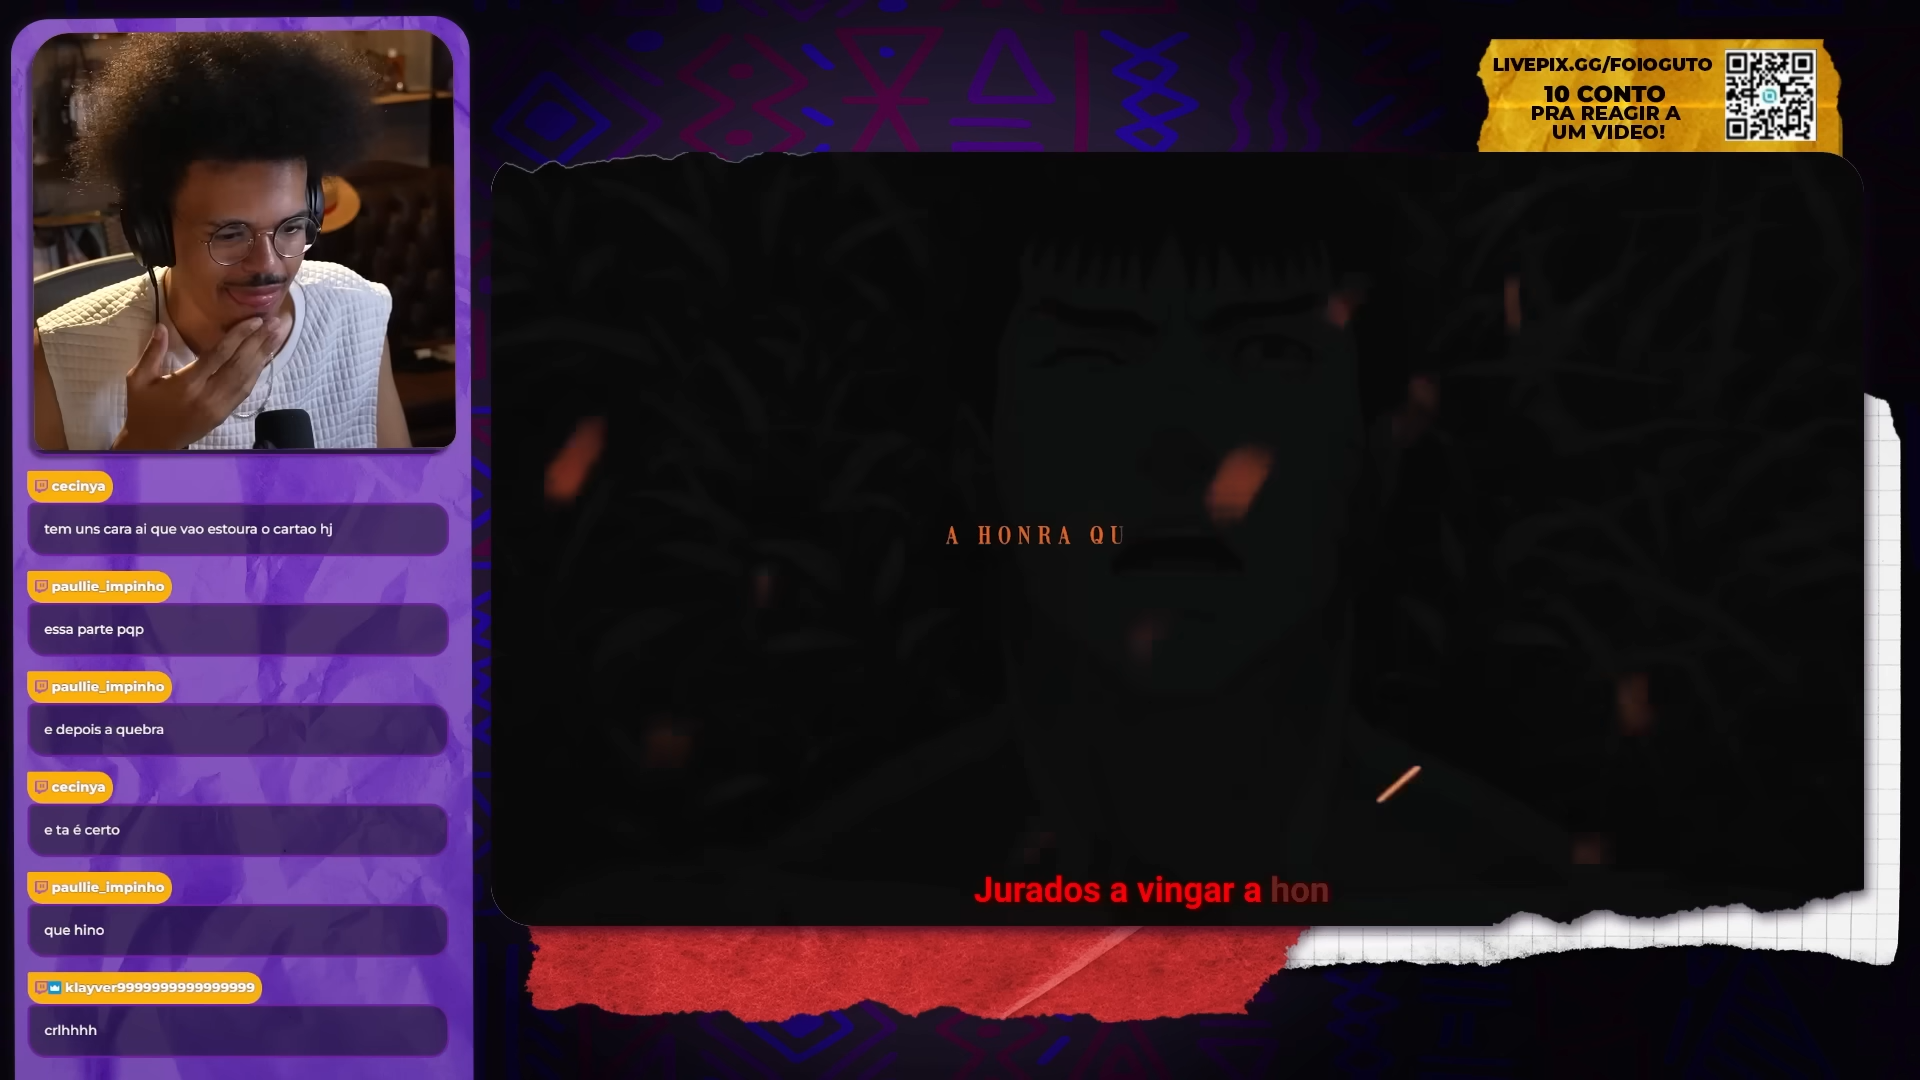 LIVEPIX.GG/FOIOGUTO
10 CONTO
PRA REAGIR A
UM VIDEO!
cecinya
tem uns cara ai que vao estoura o cartao hj
paullie_impinho
essa parte pqp
paullie_impinho
e depois a quebra
cecinya
e ta é certo
paullie_impinho
que hino
klayver9999999999999999
crlhhhh
A HONRA QU
Jurados a vingar a hon